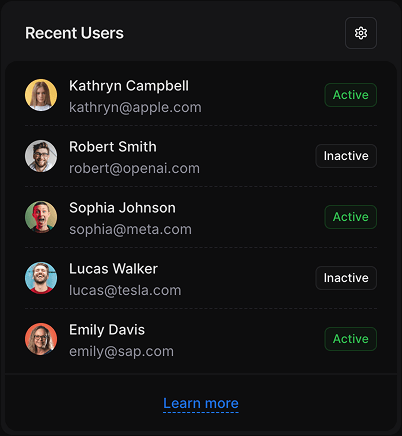 Recent Users
Kathryn Campbell
kathryn@apple.com
Active
Robert Smith
robert@openai.com
Inactive
Sophia Johnson
sophia@meta.com
Active
Lucas Walker
lucas@tesla.com
Inactive
Emily Davis
emily@sap.com
Active
Learn more